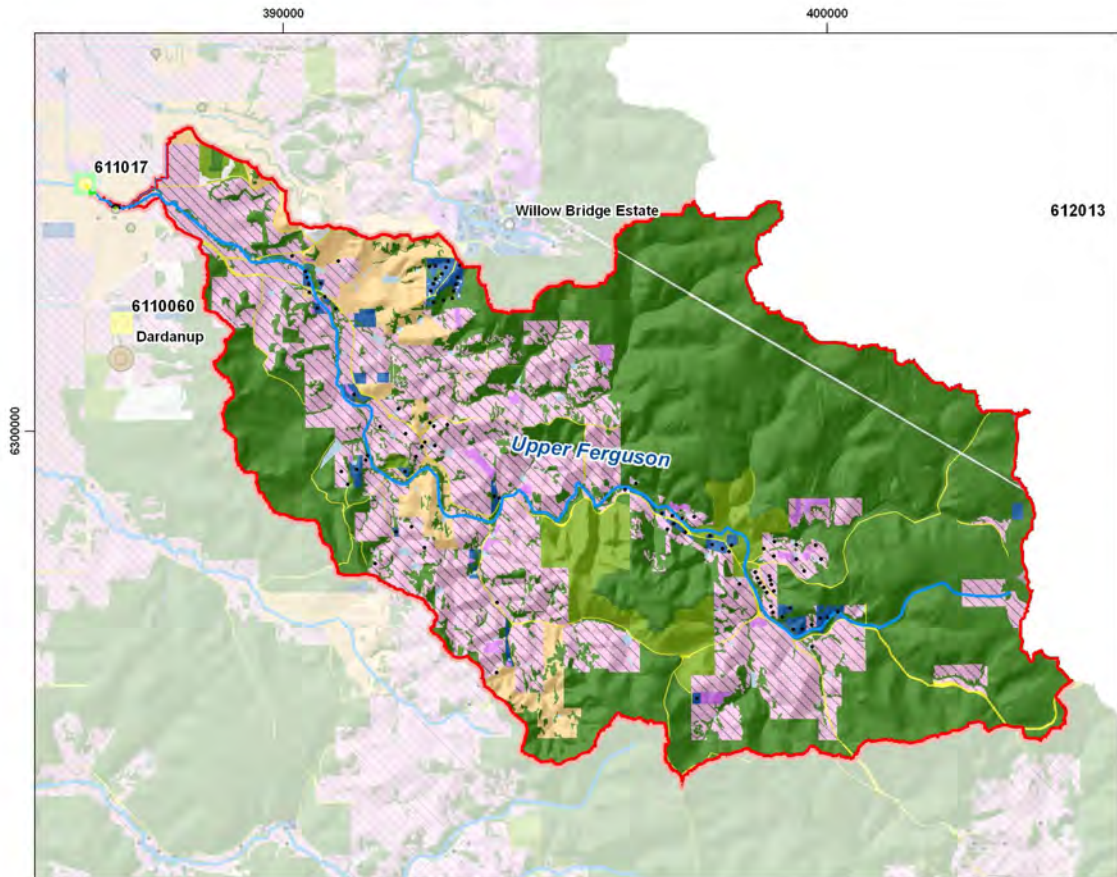 390000
400000
611017
Willow Bridge Estate
612013
6110060
Dardanup
6300000
Upper Ferguson